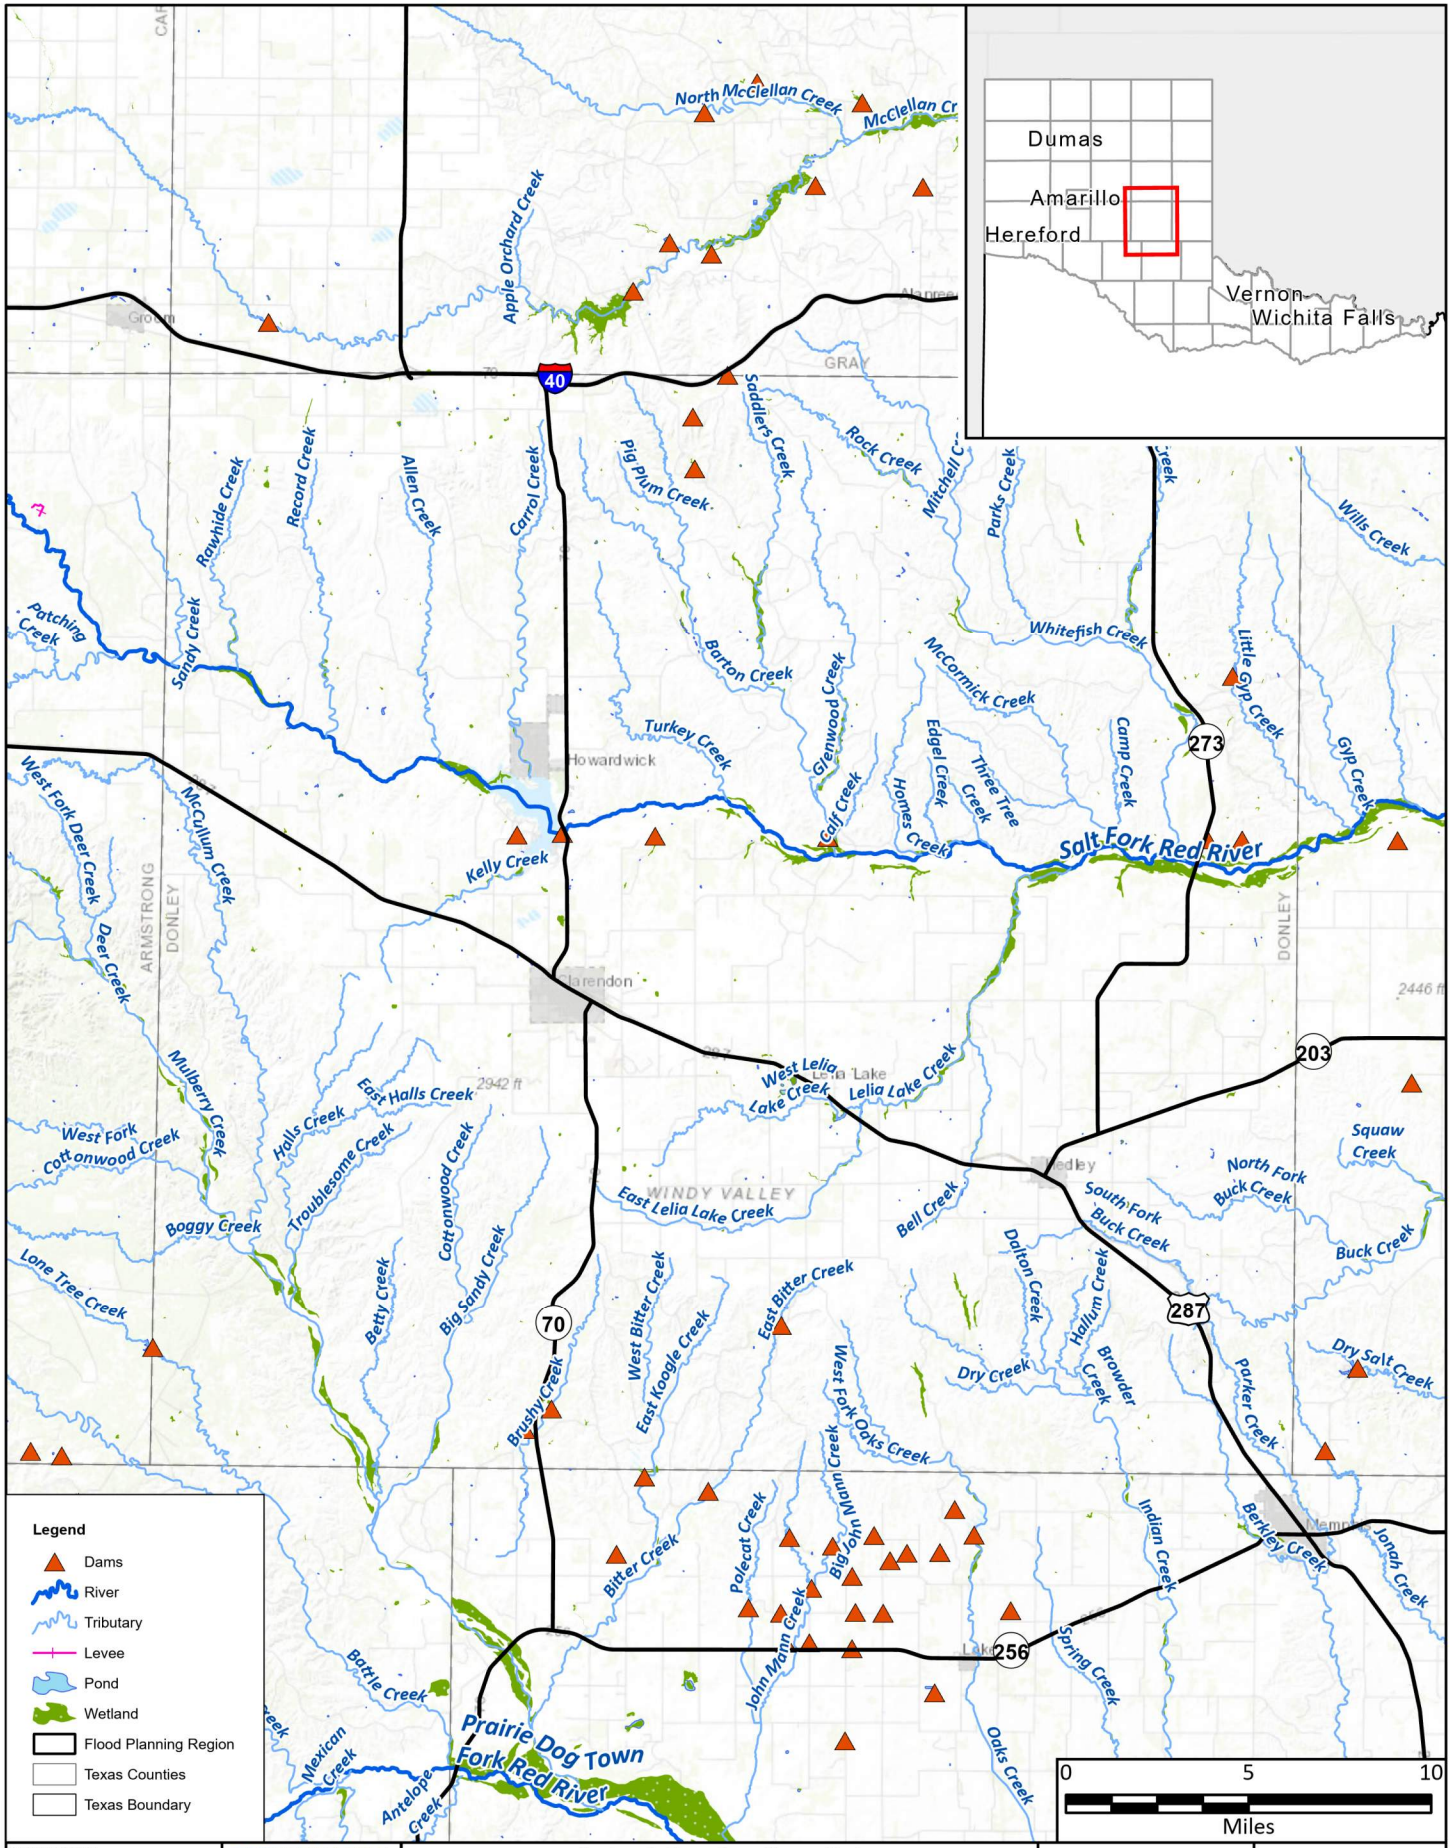 North McClellan Creek
McClellan Cr
Apple Orchard Creek
Groom
GRAY
40
Dumas
Amarillo
Hereford
Vernon-
Wichita Falls
Saddlers Creek
Rock Creek
Mitchell C
Parks Creek
Creek
Wills Creek
Pig Plum Creek
Carrol Creek
Allen Creek
Record Creek
Rawhide Creek
Sandy Creek
Patching
Creek
Whitefish Creek
Little Gyp Creek
Barton Creek
McCormick Creek
Glenwood Creek
Turkey Creek
Edgel Creek
Three Tree
Creek
Camp Creek
273
Gyp Creek
Howardwick
West Fork Deer Creek
McCullum Creek
Calf Creek
Homes Creek
Salt Fork Red River
Kelly Creek
ARMSTRONG
DONLEY
DONLEY
Deer Creek
Clarendon
2446 ft
203
Mulberry Creek
2942 ft
East Halls Creek
Halls Creek
West Lelia
Lake Creek
Lelia Lake
Lelia Lake Creek
West Fork
Cottonwood Creek
Troublesome Creek
Cottonwood Creek
Hedley
Squaw
Creek
North Fork
Buck Creek
South Fork
Buck Creek
WINDY VALLEY
East Lelia Lake Creek
Bell Creek
Boggy Creek
Buck Creek
Lone Tree Creek
Betty Creek
Big Sandy Creek
West Bitter Creek
East Koogle Creek
East Bitter Creek
Dalton Creek
Hallum Creek
287
70
Brushy Creek
West Fork Oaks Creek
Dry Creek
Browder
Creek
Parker Creek
Dry Salt Creek
Big John Mann Creek
Polecat Creek
Bitter Creek
John Mann Creek
Indian Creek
Berkley Creek
Memph
Jonah Creek
256
Spring Creek
Oaks Creek
Battle Creek
Mexican
Creek
Antelope
Creek
Prairie Dog Town
Fork Red River
Legend
Dams
River
Tributary
Levee
Pond
Wetland
Flood Planning Region
Texas Counties
Texas Boundary
0 5 10
Miles